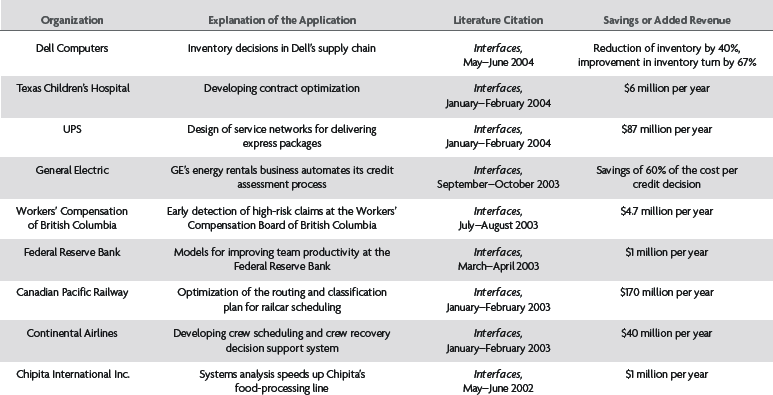 Organization Explanation of the Application Literature Citation Savings or Added Revenue
Dell Computers Inventory decisions in Dell's supply chain Interfaces, Reduction of inventory by 40%,
May–June 2004 improvement in inventory turn by 67%
Texas Children's Hospital Developing contract optimization Interfaces, $6 million per year
January–February 2004
UPS Design of service networks for delivering Interfaces, $87 million per year
express packages January–February 2004
General Electric GE's energy rentals business automates its credit Interfaces, Savings of 60% of the cost per
assessment process September–October 2003 credit decision
Workers' Compensation Early detection of high-risk claims at the Workers' Interfaces, $4.7 million per year
of British Columbia Compensation Board of British Columbia July–August 2003
Federal Reserve Bank Models for improving team productivity at the Interfaces, $1 million per year
Federal Reserve Bank March–April 2003
Canadian Pacific Railway Optimization of the routing and classification Interfaces, $170 million per year
plan for railcar scheduling January–February 2003
Continental Airlines Developing crew scheduling and crew recovery Interfaces, $40 million per year
decision support system January–February 2003
Chipita International Inc. Systems analysis speeds up Chipita's Interfaces, $1 million per year
food-processing line May–June 2002